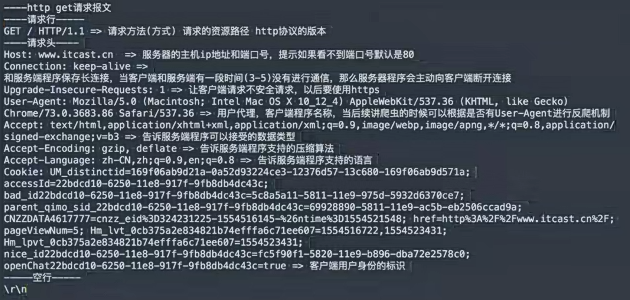 ----http get请求报文
----请求行-----
GET / HTTP/1.1 => 请求方法(方式) 请求的资源路径 http协议的版本
----请求头----
Host: www.itcast.cn => 服务器的主机ip地址和端口号，提示如果看不到端口号默认是80
Connection: keep-alive =>
和服务端程序保存长连接，当客户端和服务端有一段时间(3-5)没有进行通信，那么服务器程序会主动向客户端断开连接
Upgrade-Insecure-Requests: 1 => 让客户端请求不安全请求，以后要使用https
User-Agent: Mozilla/5.0 (Macintosh; Intel Mac OS X 10_12_4) AppleWebKit/537.36 (KHTML, like Gecko)
Chrome/73.0.3683.86 Safari/537.36 => 用户代理，客户端程序名称，当后续讲爬虫的时候可以根据是否有User-Agent进行反爬机制
Accept: text/html,application/xhtml+xml,application/xml;q=0.9,image/webp,image/apng,*/*;q=0.8,application/
signed-exchange;v=b3 => 告诉服务端程序可以接受的数据类型
Accept-Encoding: gzip, deflate => 告诉服务端程序支持的压缩算法
Accept-Language: zh-CN,zh;q=0.9,en;q=0.8 => 告诉服务端程序支持的语言
Cookie: UM_distinctid=169f06ab9d21a-0a52d93224ce3-12376d57-13c680-169f06ab9d571a;
accessId=22bdcd10-6250-11e8-917f-9fb8db4dc43c;
bad_id22bdcd10-6250-11e8-917f-9fb8db4dc43c=5c8a5a11-5811-11e9-975d-5932d6370ce7;
parent_qimo_sid_22bdcd10-6250-11e8-917f-9fb8db4dc43c=69928890-5811-11e9-ac5b-eb2506ccad9a;
CNZZDATA4617777=cnzz_eid%3D324231225-1554516145-%26ntime%3D1554521548; href=http%3A%2F%2Fwww.itcast.cn%2F;
pageViewNum=5; Hm_lvt_0cb375a2e834821b74efffa6c71ee607=1554516722,1554523431;
Hm_lpvt_0cb375a2e834821b74efffa6c71ee607=1554523431;
nice_id22bdcd10-6250-11e8-917f-9fb8db4dc43c=fc5f90f1-5820-11e9-b896-dba72e2578c0;
openChat22bdcd10-6250-11e8-917f-9fb8db4dc43c=true => 客户端用户身份的标识
-----空行-----
\r\n